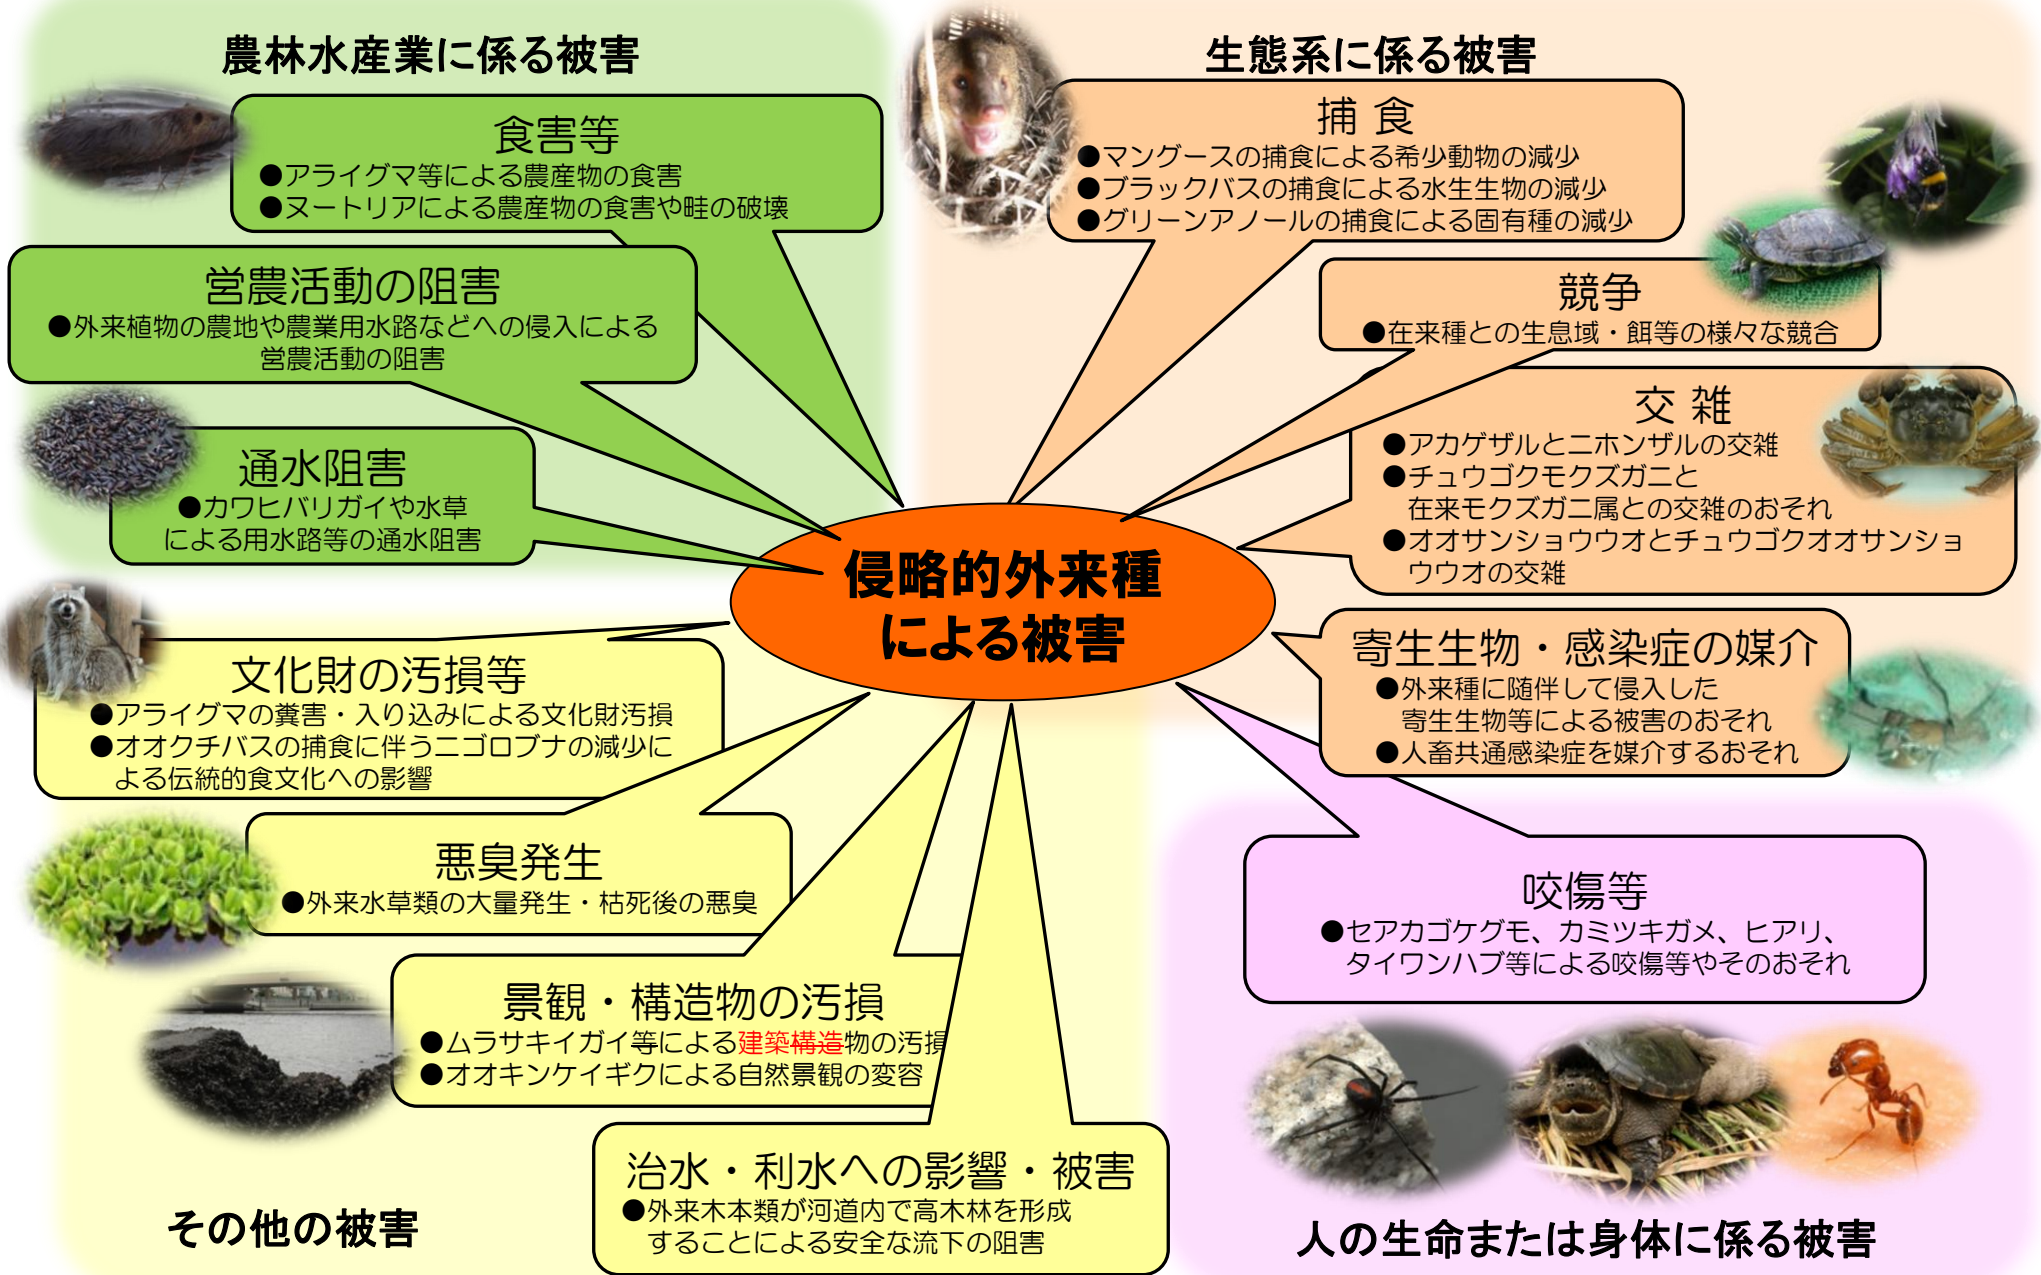 農林水産業に係る被害
食害等
●アライグマ等による農産物の食害
●ヌートリアによる農産物の食害や畦の破壊
営農活動の阻害
●外来植物の農地や農業用水路などへの侵入による
営農活動の阻害
通水阻害
●カワヒバリガイや水草
による用水路等の通水阻害
生態系に係る被害
捕食
●マングースの捕食による希少動物の減少
●ブラックバスの捕食による水生生物の減少
●グリーンアノールの捕食による固有種の減少
競争
●在来種との生息域・餌等の様々な競合
交雑
●アカゲザルとニホンザルの交雑
●チュウゴクモクズガニと
在来モクズガニ属との交雑のおそれ
●オオサンショウウオとチュウゴクオオサンショ
ウウオの交雑
寄生生物・感染症の媒介
●外来種に随伴して侵入した
寄生生物等による被害のおそれ
●人畜共通感染症を媒介するおそれ
侵略的外来種
による被害
文化財の汚損等
●アライグマの糞害・入り込みによる文化財汚損
●オオクチバスの捕食に伴うニゴロブナの減少に
よる伝統的食文化への影響
悪臭発生
●外来水草類の大量発生・枯死後の悪臭
景観・構造物の汚損
●ムラサキイガイ等による建築構造物の汚損
●オオキンケイギクによる自然景観の変容
治水・利水への影響・被害
●外来木本類が河道内で高木林を形成
することによる安全な流下の阻害
その他の被害
咬傷等
●セアカゴケグモ、カミツキガメ、ヒアリ、
タイワンハブ等による咬傷等やそのおそれ
人の生命または身体に係る被害